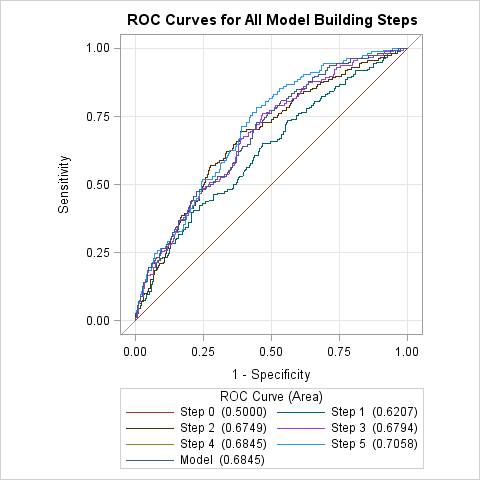 ROC Curves for All Model Building Steps
1.00
0.75
0.50
0.25
0.00
Sensitivity
0.00 0.25 0.50 0.75 1.00
1 - Specificity
ROC Curve (Area)
Step 0 (0.5000) Step 1 (0.6207)
Step 2 (0.6749) Step 3 (0.6794)
Step 4 (0.6845) Step 5 (0.7058)
Model (0.6845)